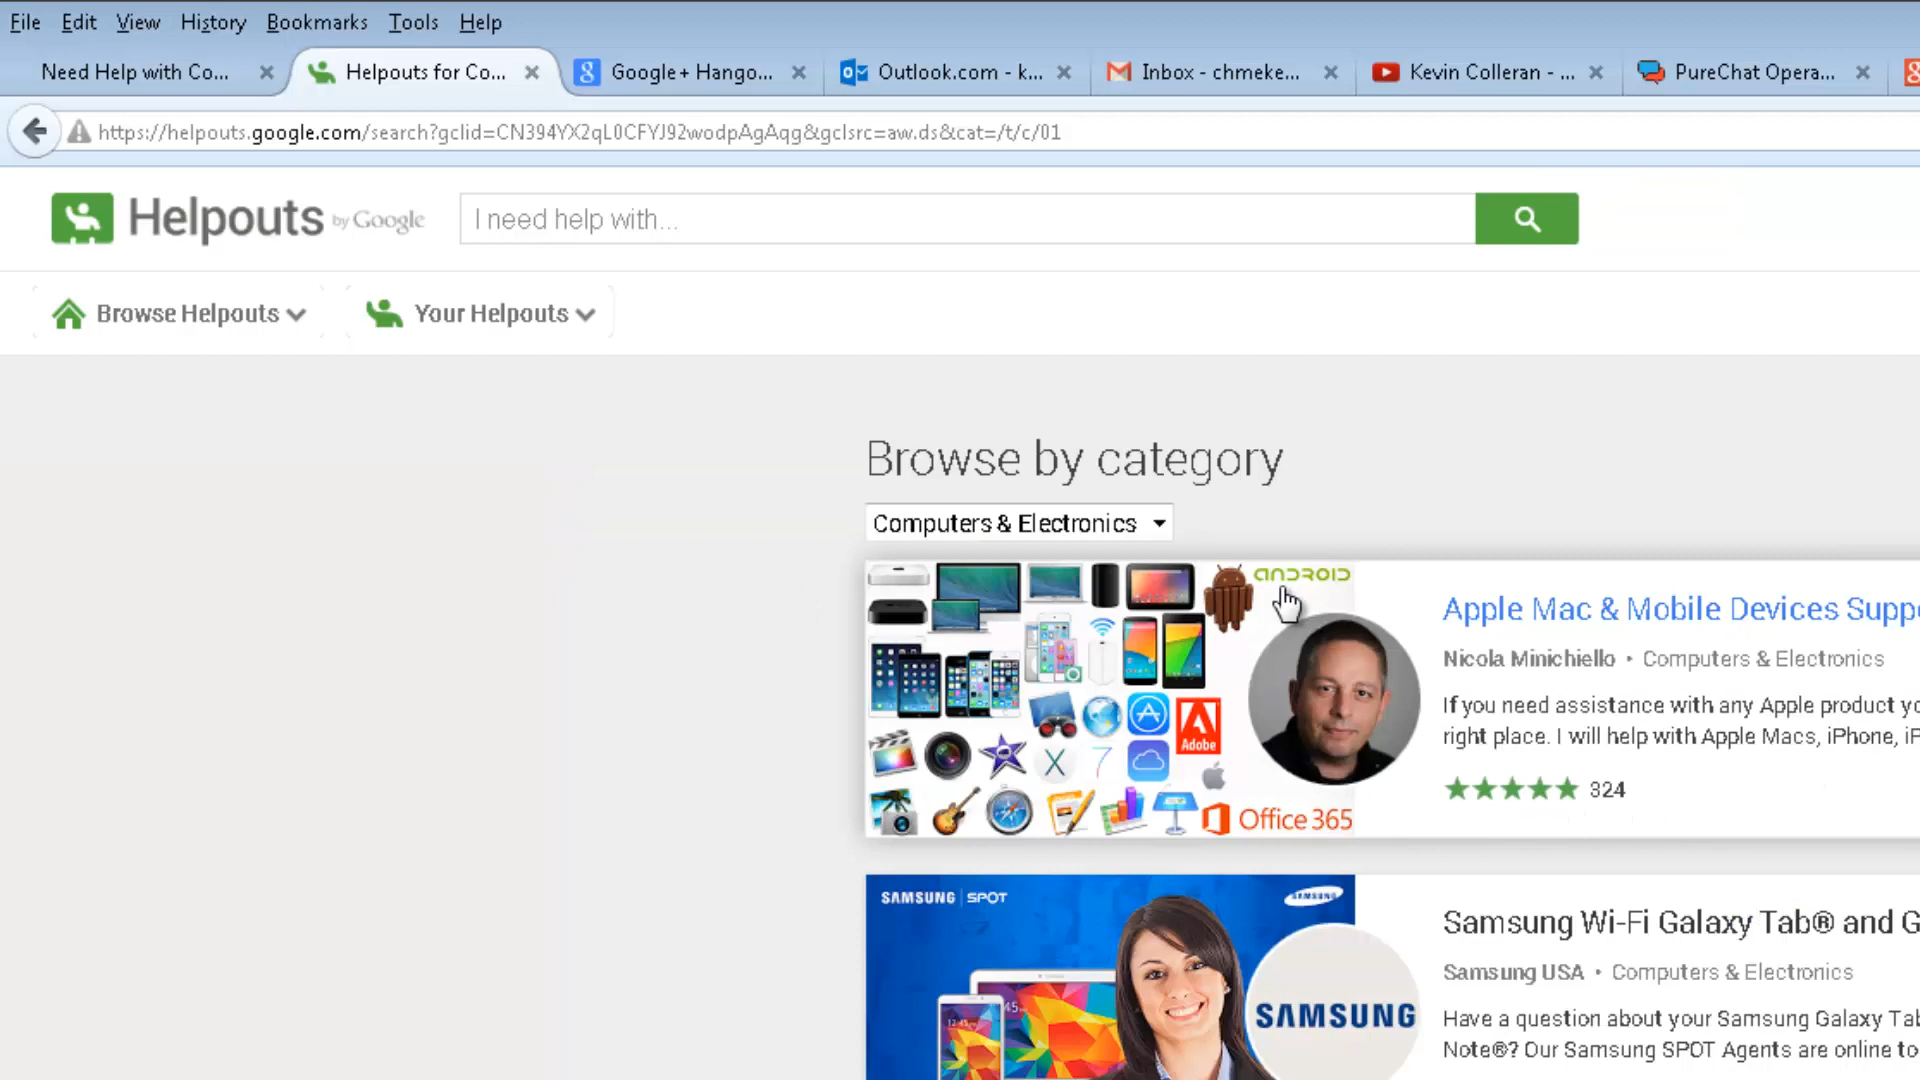 File Edit View History Bookmarks Tools Help
Need Help with Co... Helpouts for Co... Google+ Hango... Outlook.com - k... Inbox - chmeke... Kevin Colleran - ... PureChat Opera...
https://helpouts.google.com/search?gclid=CN394YX2qL0CFYJ92wodpAgAqg&gclsrc=aw.ds&cat=/t/c/01
Helpouts by Google
I need help with...
Browse Helpouts Your Helpouts
Browse by category
Computers & Electronics
ANDROID
Adobe
Office 365
Apple Mac & Mobile Devices Supp
Nicola Minichiello • Computers & Electronics
If you need assistance with any Apple product yo
right place. I will help with Apple Macs, iPhone, iP
324
SAMSUNG SPOT
SAMSUNG
SAMSUNG
Samsung Wi-Fi Galaxy Tab® and G
Samsung USA • Computers & Electronics
Have a question about your Samsung Galaxy Tab
Note®? Our Samsung SPOT Agents are online to